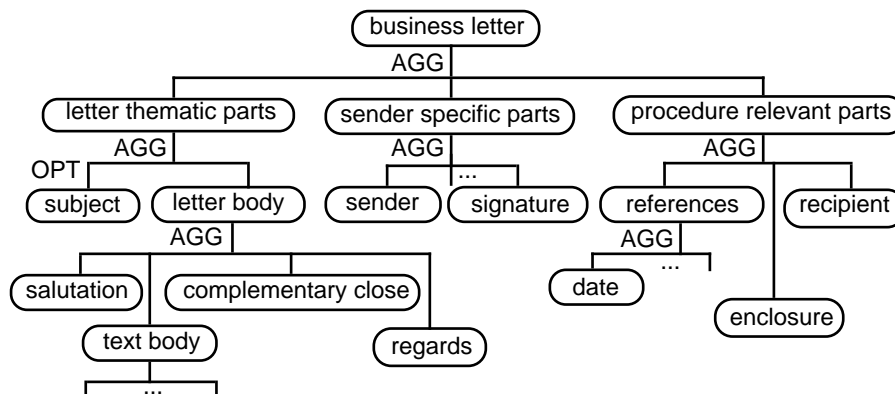 business letter
AGG
letter thematic parts
sender specific parts
procedure relevant parts
AGG
AGG
AGG
OPT
...
subject
letter body
sender
signature
references
recipient
AGG
AGG
...
salutation
complementary close
date
text body
regards
enclosure
...